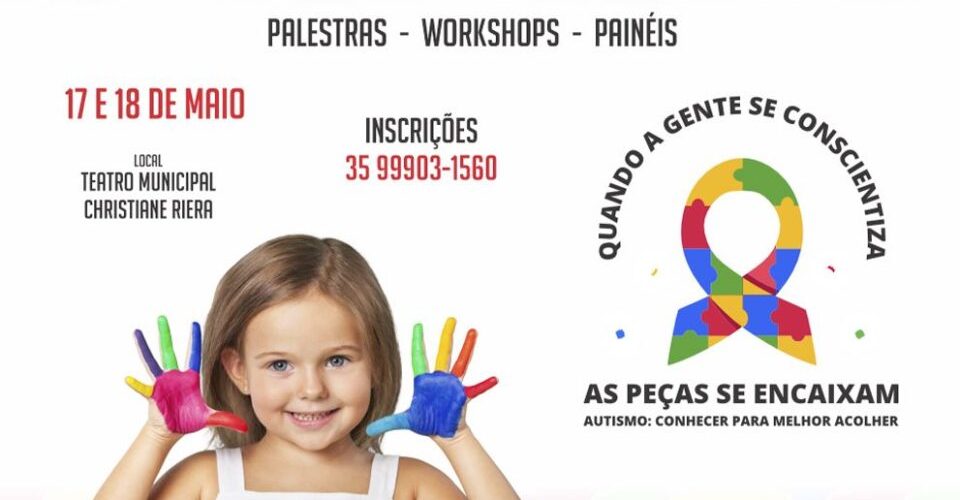 PALESTRAS - WORKSHOPS - PAINÉIS
17 E 18 DE MAIO
LOCAL
TEATRO MUNICIPAL
CHRISTIANE RIERA
INSCRIÇÕES
35 99903-1560
QUANDO A GENTE SE CONSCIENTIZA
AS PEÇAS SE ENCAIXAM
AUTISMO: CONHECER PARA MELHOR ACOLHER